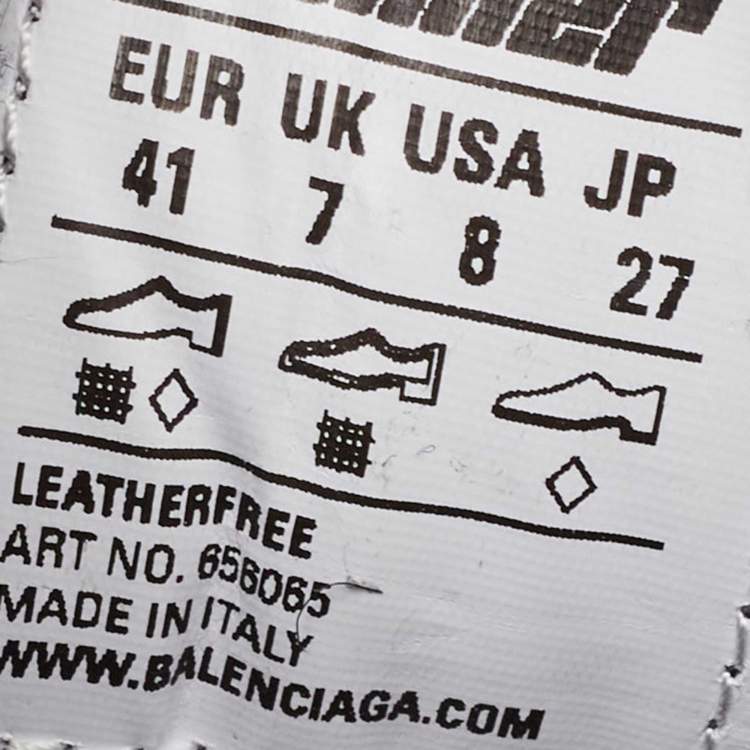 EUR UK USA JP
41 7 8 27
LEATHERFREE
ART NO. 656065
MADE IN ITALY
WWW.BALENCIAGA.COM